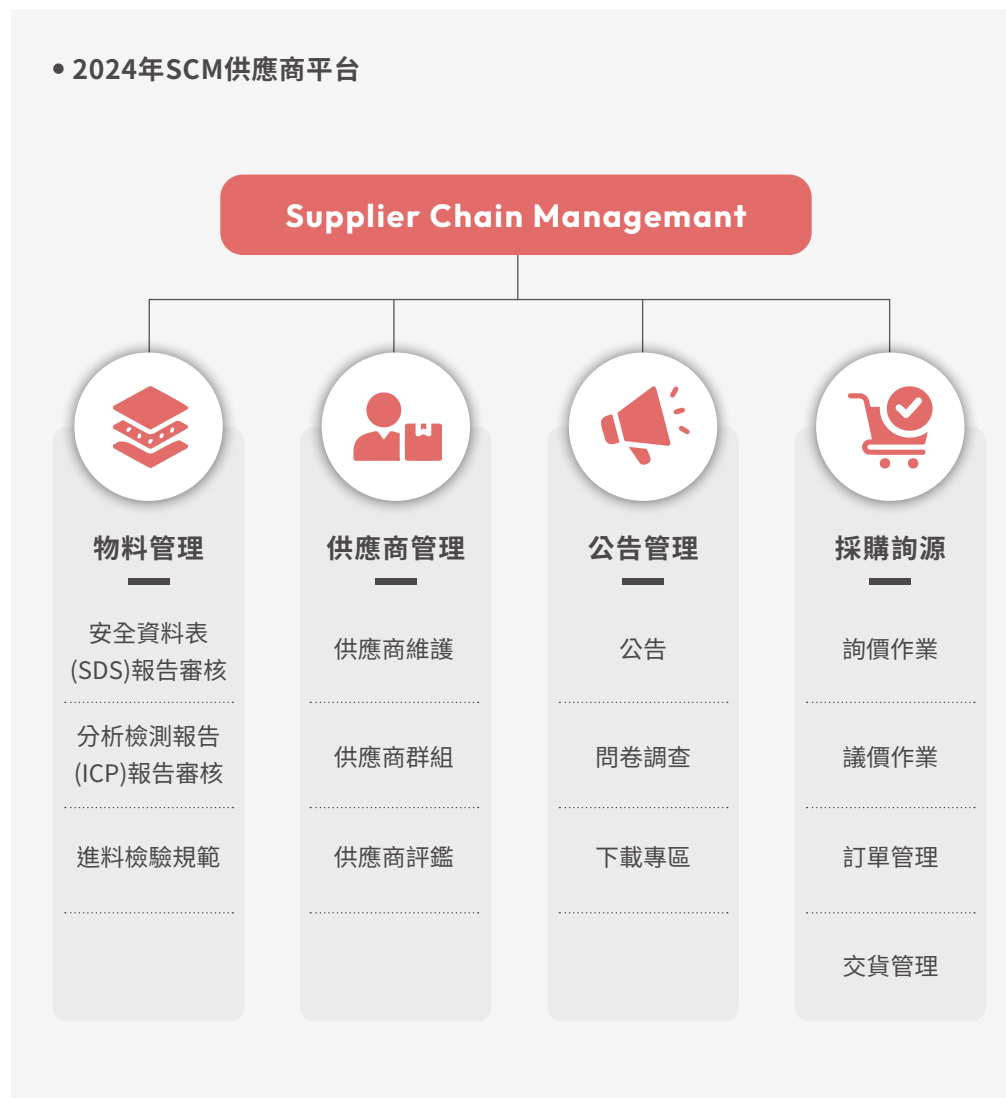 • 2024年SCM供應商平台
Supplier Chain Managemant
物料管理
安全資料表
(SDS)報告審核
分析檢測報告
(ICP)報告審核
進料檢驗規範
供應商管理
供應商維護
供應商群組
供應商評鑑
公告管理
公告
問卷調查
下載專區
採購詢源
詢價作業
議價作業
訂單管理
交貨管理